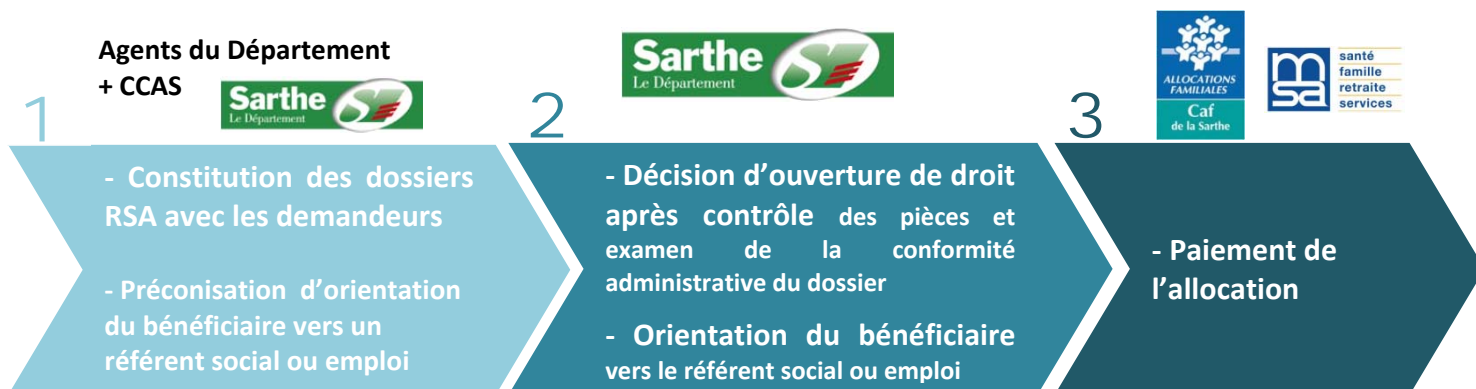 Agents du Département
+ CCAS
Sarthe
Le Département
1
- Constitution des dossiers
RSA avec les demandeurs
- Préconisation d'orientation
du bénéficiaire vers un
référent social ou emploi
Sarthe
Le Département
2
- Décision d'ouverture de droit
après contrôle des pièces et
examen de la conformité
administrative du dossier
- Orientation du bénéficiaire
vers le référent social ou emploi
ALLOCATIONS
FAMILIALES
Caf
de la Sarthe
msa
santé
famille
retraite
services
3
- Paiement de
l'allocation